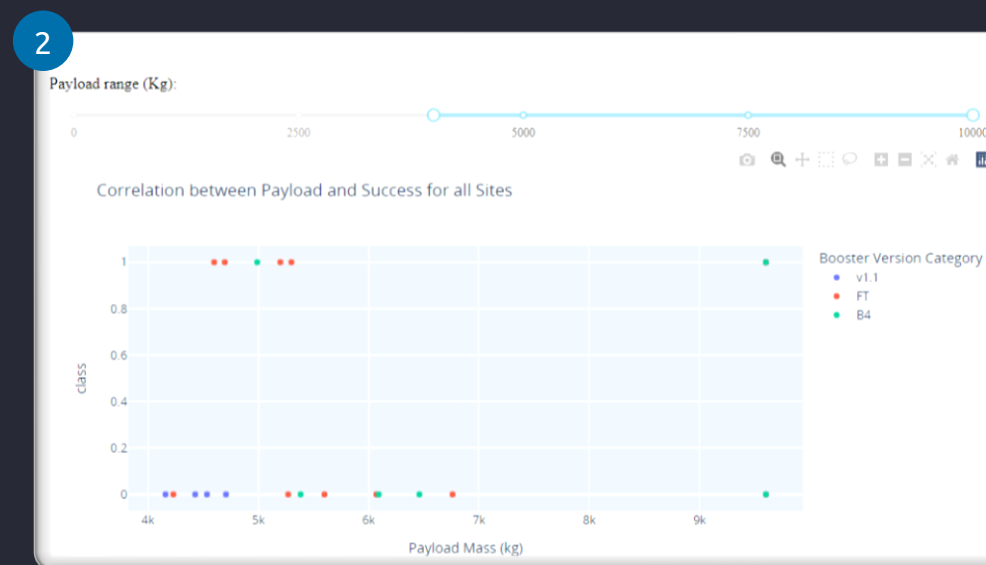 2
Payload range (Kg):
0 2500 5000 7500 10000
Correlation between Payload and Success for all Sites
Booster Version Category
v1.1
FT
B4
1
0.8
0.6
0.4
0.2
0
class
4k 5k 6k 7k 8k 9k
Payload Mass (kg)